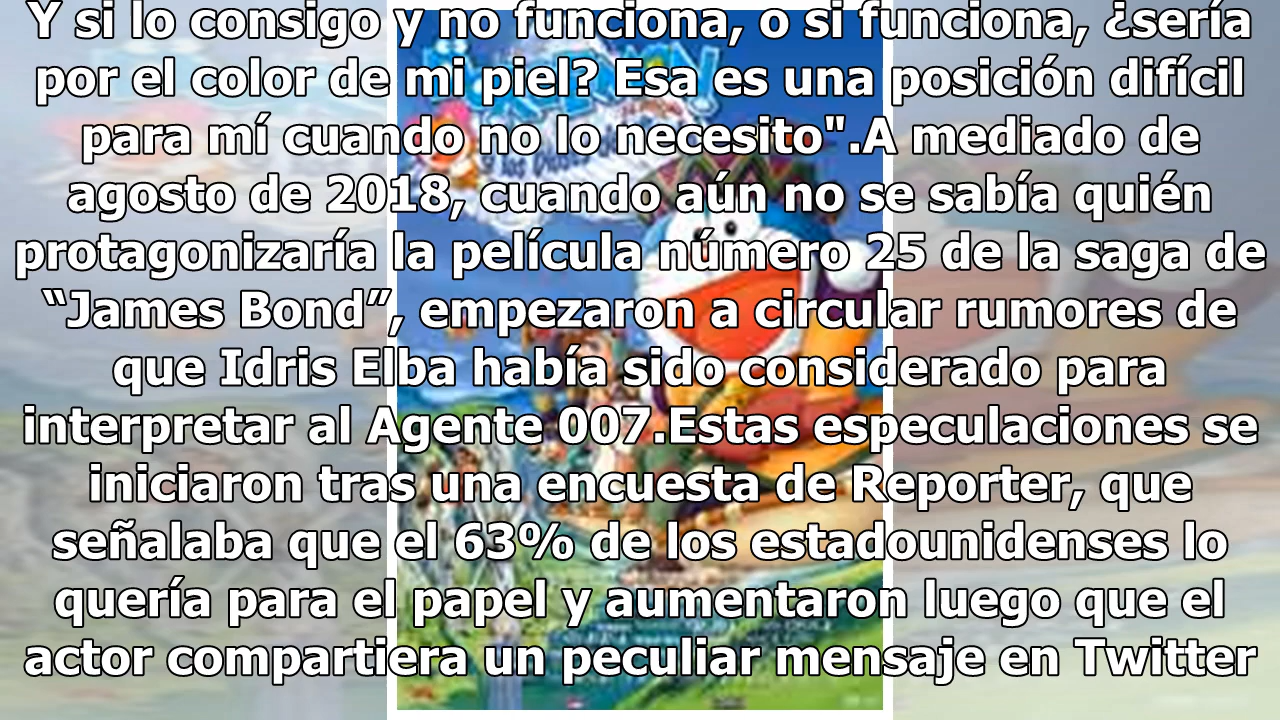 Y si lo consigo y no funciona, o si funciona, ¿sería
por el color de mi piel? Esa es una posición difícil
para mí cuando no lo necesito".A mediado de
agosto de 2018, cuando aún no se sabía quién
protagonizaría la película número 25 de la saga de
“James Bond”, empezaron a circular rumores de
que Idris Elba había sido considerado para
interpretar al Agente 007.Estas especulaciones se
iniciaron tras una encuesta de Reporter, que
señalaba que el 63% de los estadounidenses lo
quería para el papel y aumentaron luego que el
actor compartiera un peculiar mensaje en Twitter